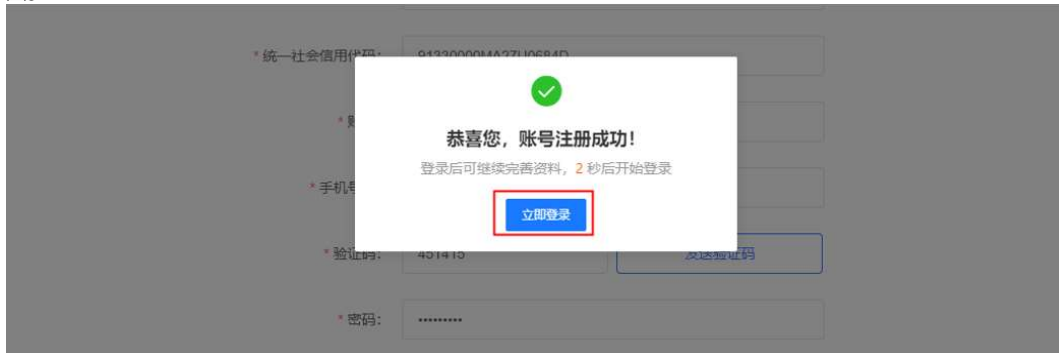 * 统一社会信用代码:
恭喜您，账号注册成功!
登录后可继续完善资料，2 秒后开始登录
* 手机号
立即登录
* 验证码: 451415 发送验证码
* 密码: •••••••••